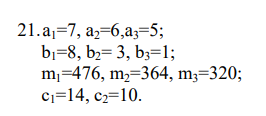 21.a₁=7, a₂=6,a₃=5;
b₁=8, b₂= 3, b₃=1;
m₁=476, m₂=364, m₃=320;
c₁=14, c₂=10.